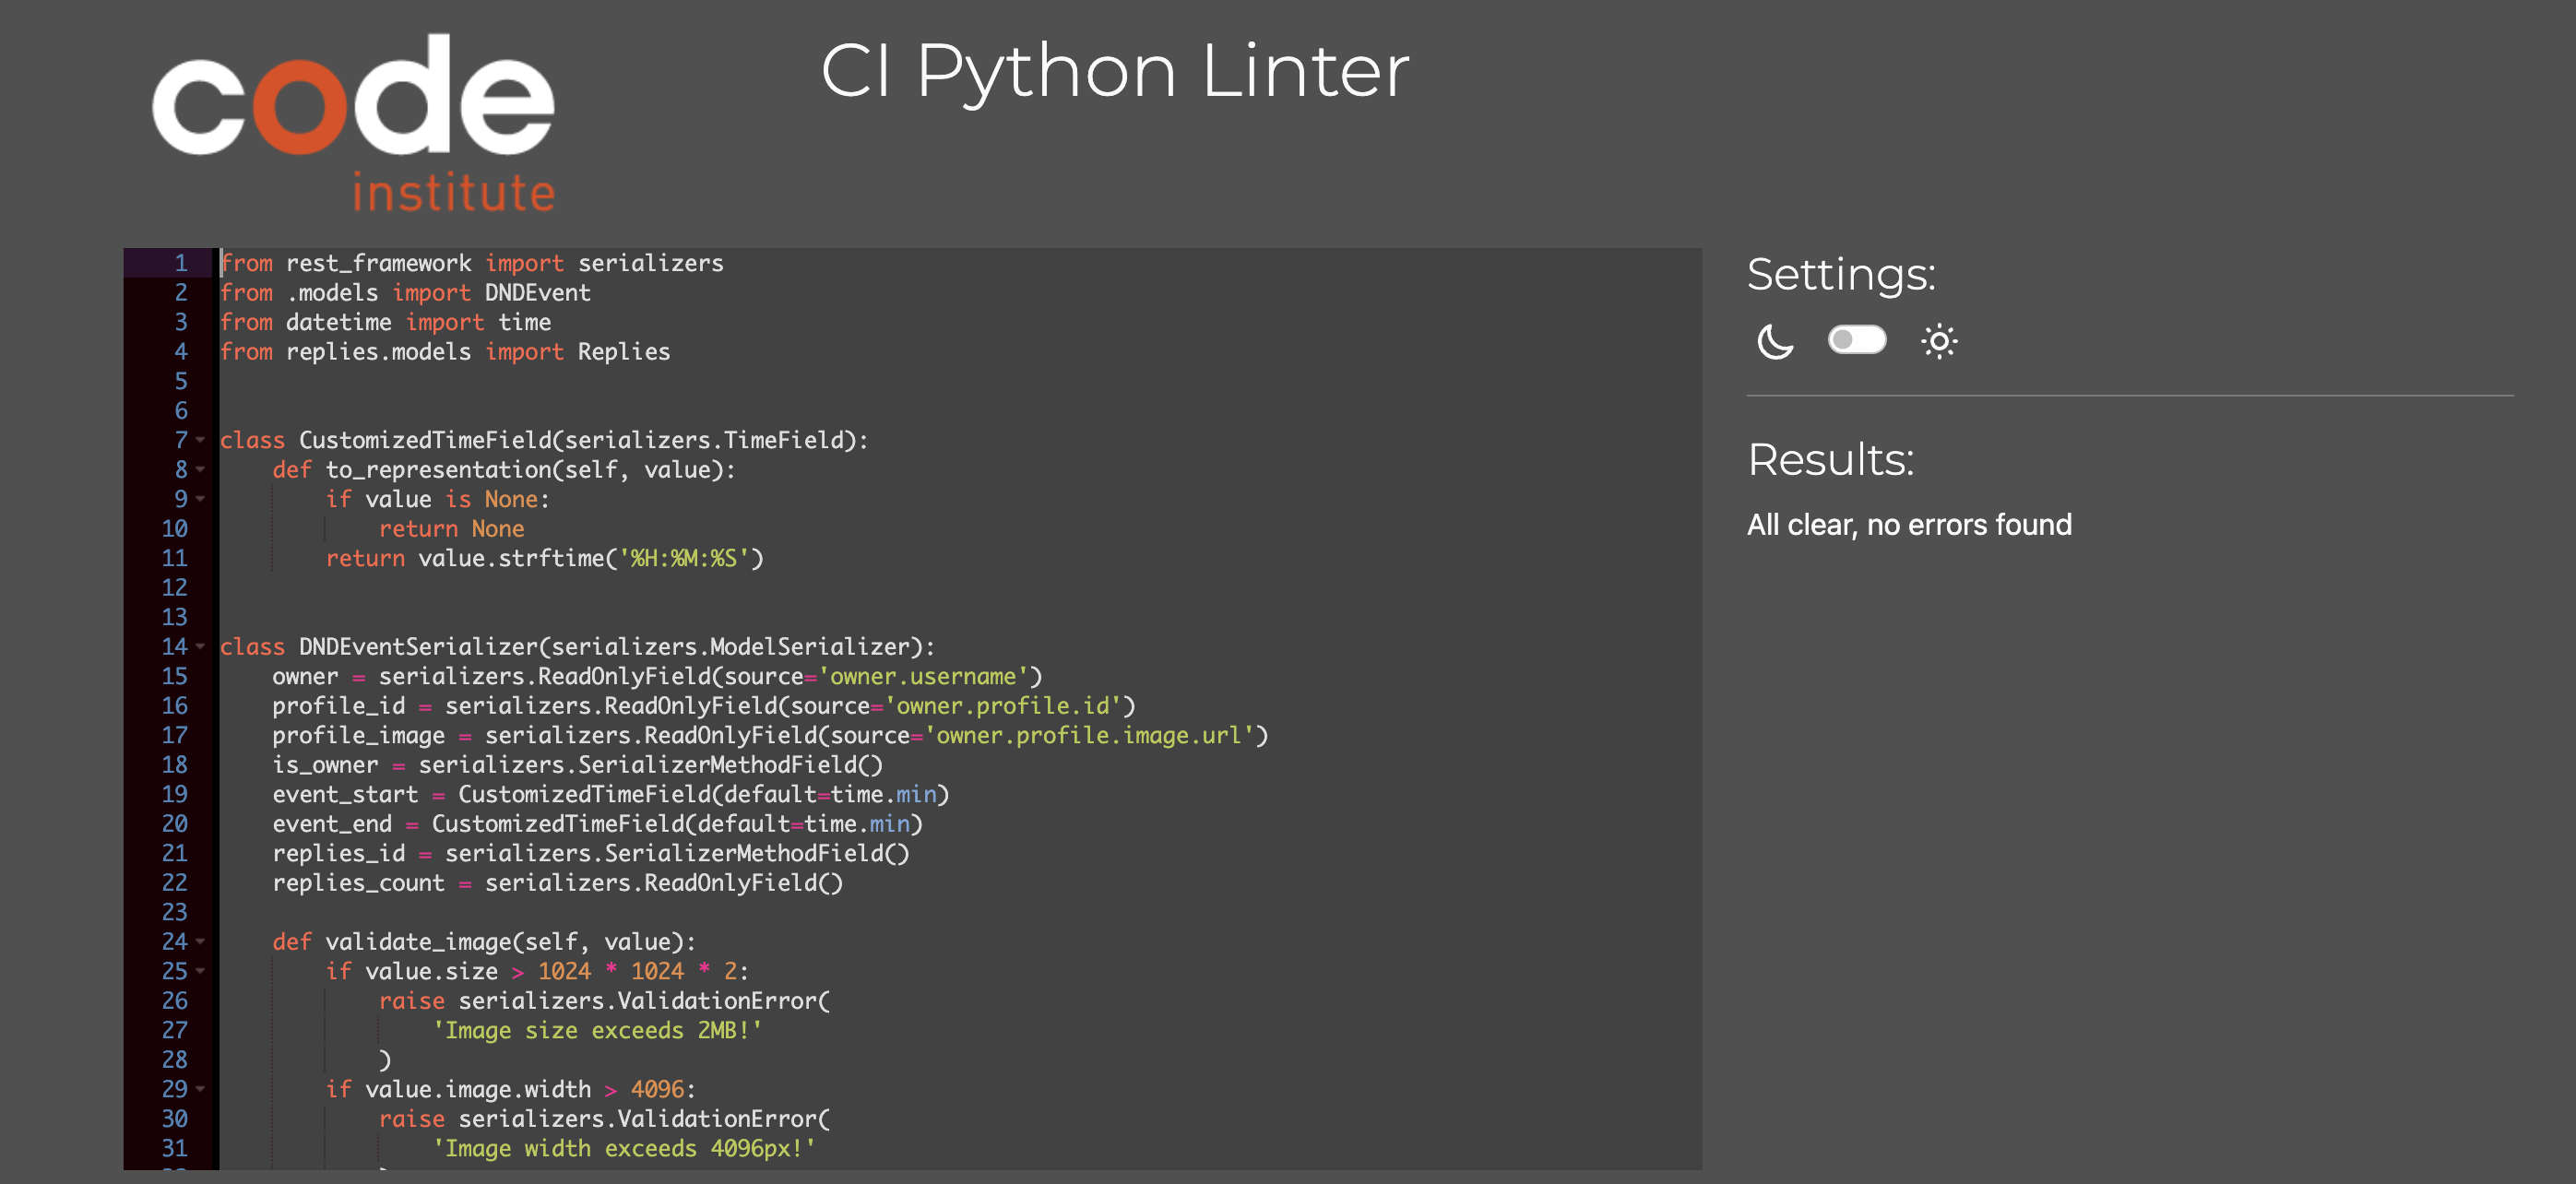 code
institute
CI Python Linter
1 from rest_framework import serializers
2 from .models import DNDEvent
3 from datetime import time
4 from replies.models import Replies
5
6
7 class CustomizedTimeField(serializers.TimeField):
8     def to_representation(self, value):
9         if value is None:
10             return None
11         return value.strftime('%H:%M:%S')
12
13
14 class DNDEventSerializer(serializers.ModelSerializer):
15     owner = serializers.ReadOnlyField(source='owner.username')
16     profile_id = serializers.ReadOnlyField(source='owner.profile.id')
17     profile_image = serializers.ReadOnlyField(source='owner.profile.image.url')
18     is_owner = serializers.SerializerMethodField()
19     event_start = CustomizedTimeField(default=time.min)
20     event_end = CustomizedTimeField(default=time.min)
21     replies_id = serializers.SerializerMethodField()
22     replies_count = serializers.ReadOnlyField()
23
24     def validate_image(self, value):
25         if value.size > 1024 * 1024 * 2:
26             raise serializers.ValidationError(
27                 'Image size exceeds 2MB!'
28             )
29         if value.image.width > 4096:
30             raise serializers.ValidationError(
31                 'Image width exceeds 4096px!'
Settings:
Results:
All clear, no errors found